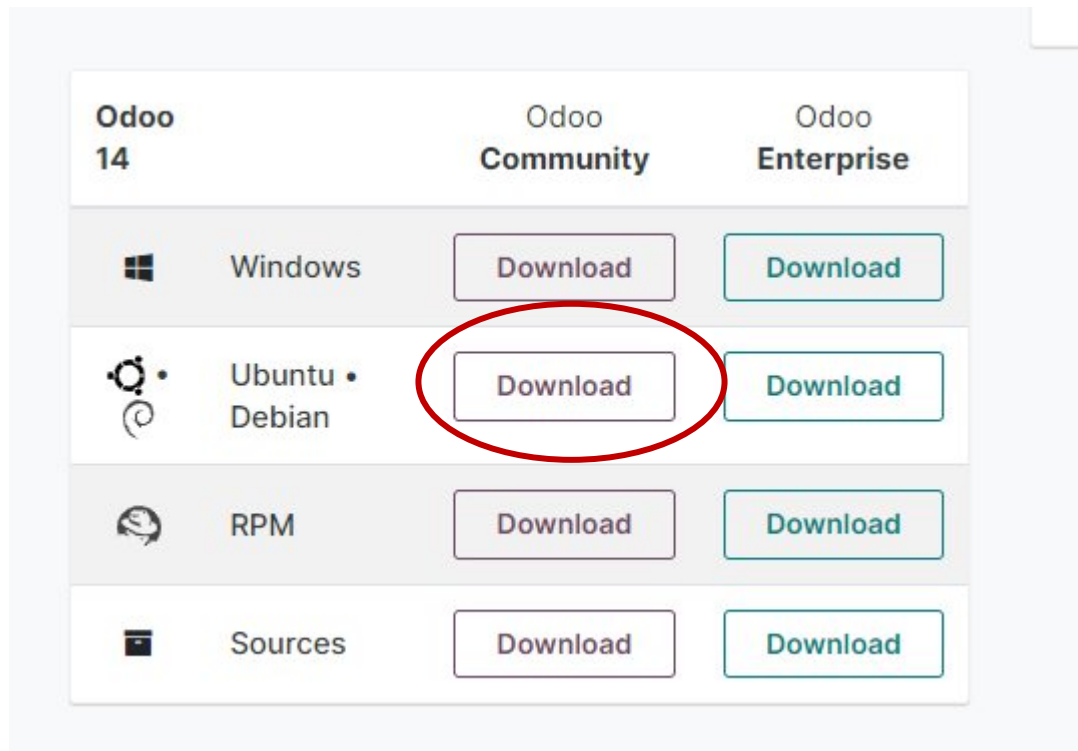 Odoo 14 Odoo Community Odoo Enterprise
Windows Download Download
Ubuntu • Debian Download Download
RPM Download Download
Sources Download Download